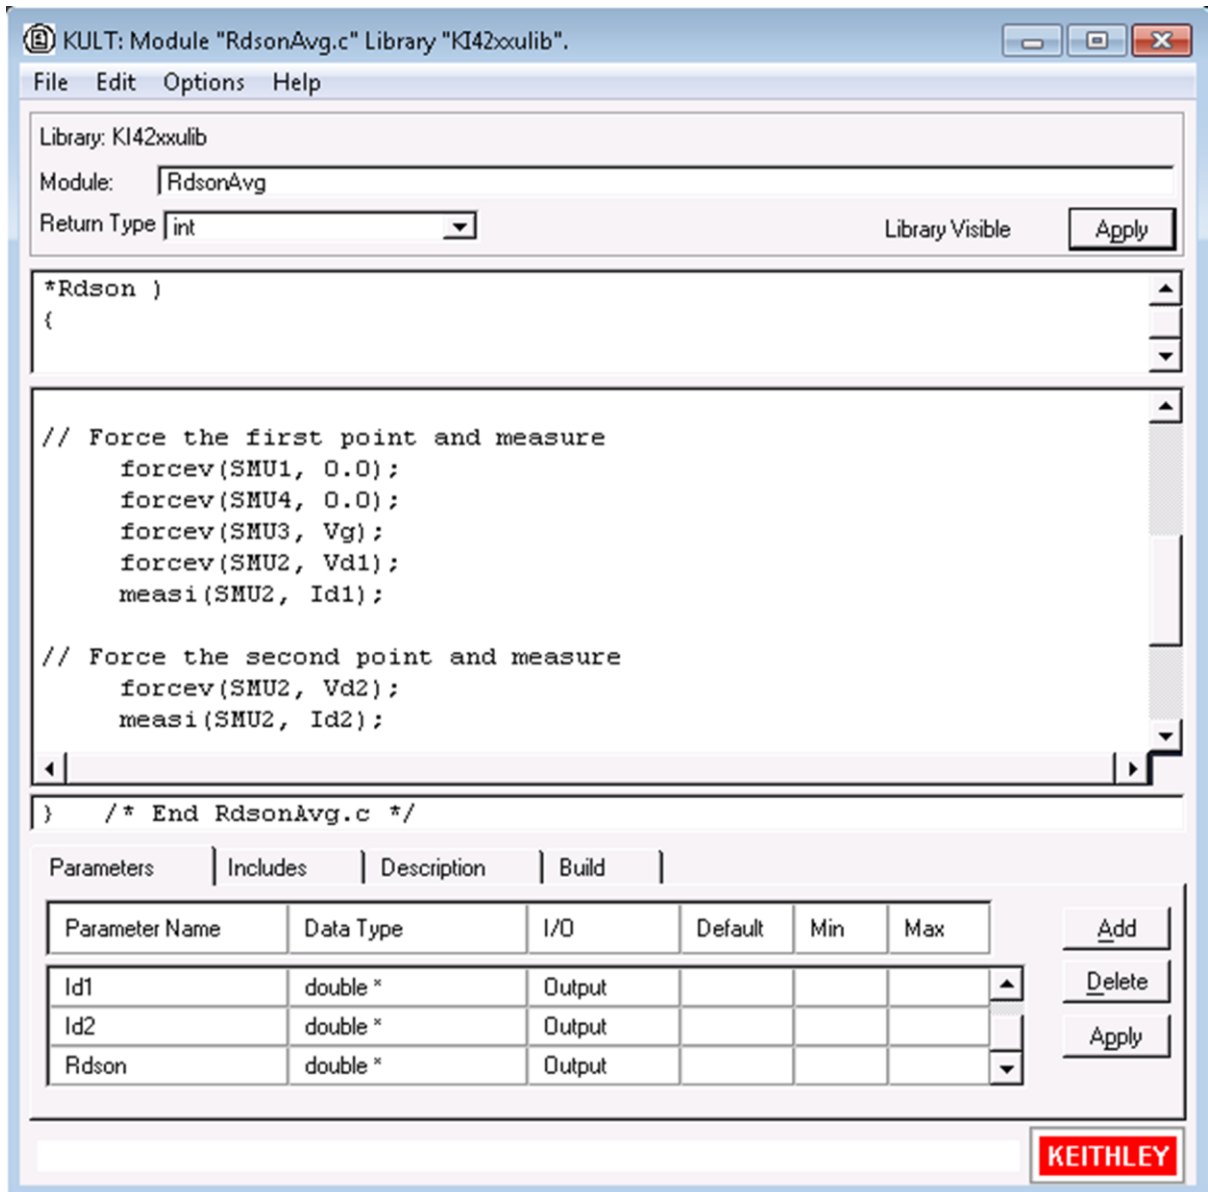 KULT: Module "RdsonAvg.c" Library "KI42xxulib".
File Edit Options Help
Library: KI42xxulib
Module: RdsonAvg
Return Type int Library Visible Apply
*Rdson )
{
// Force the first point and measure
forcev(SMU1, 0.0);
forcev(SMU4, 0.0);
forcev(SMU3, Vg);
forcev(SMU2, Vd1);
measi(SMU2, Id1);
// Force the second point and measure
forcev(SMU2, Vd2);
measi(SMU2, Id2);
} /* End RdsonAvg.c */
Parameters Includes Description Build
Parameter Name Data Type I/O Default Min Max Add
Id1 double * Output Delete
Id2 double * Output
Apply
Rdson double * Output
KEITHLEY